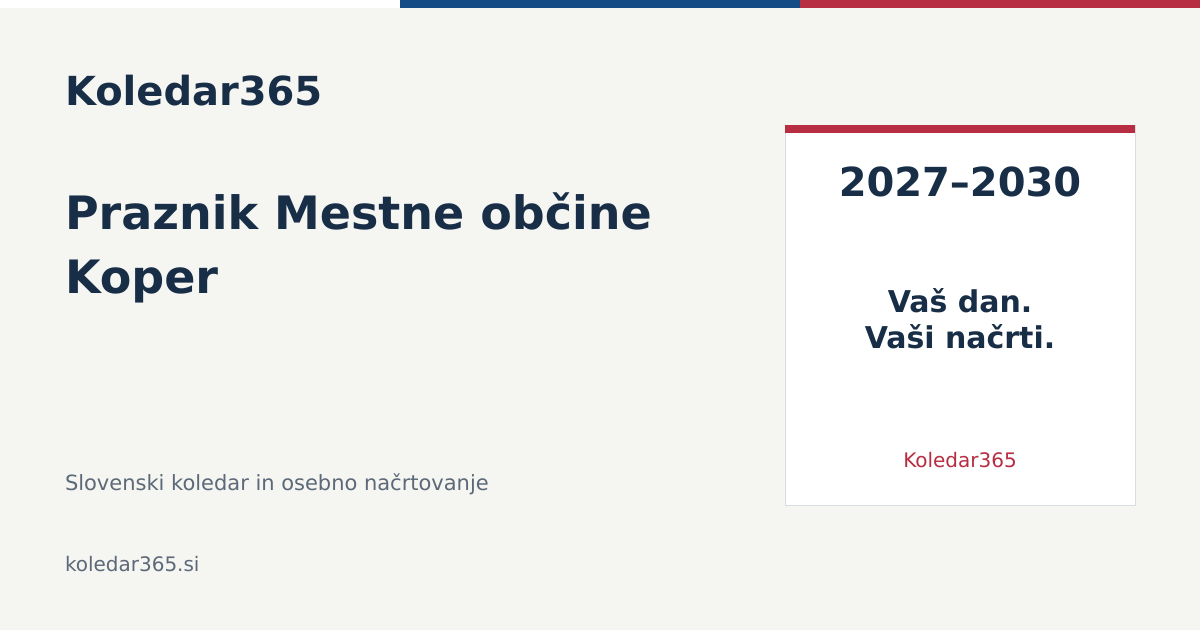 Koledar365
Praznik Mestne občine
Koper
Slovenski koledar in osebno načrtovanje
koledar365.si
2027–2030
Vaš dan.
Vaši načrti.
Koledar365